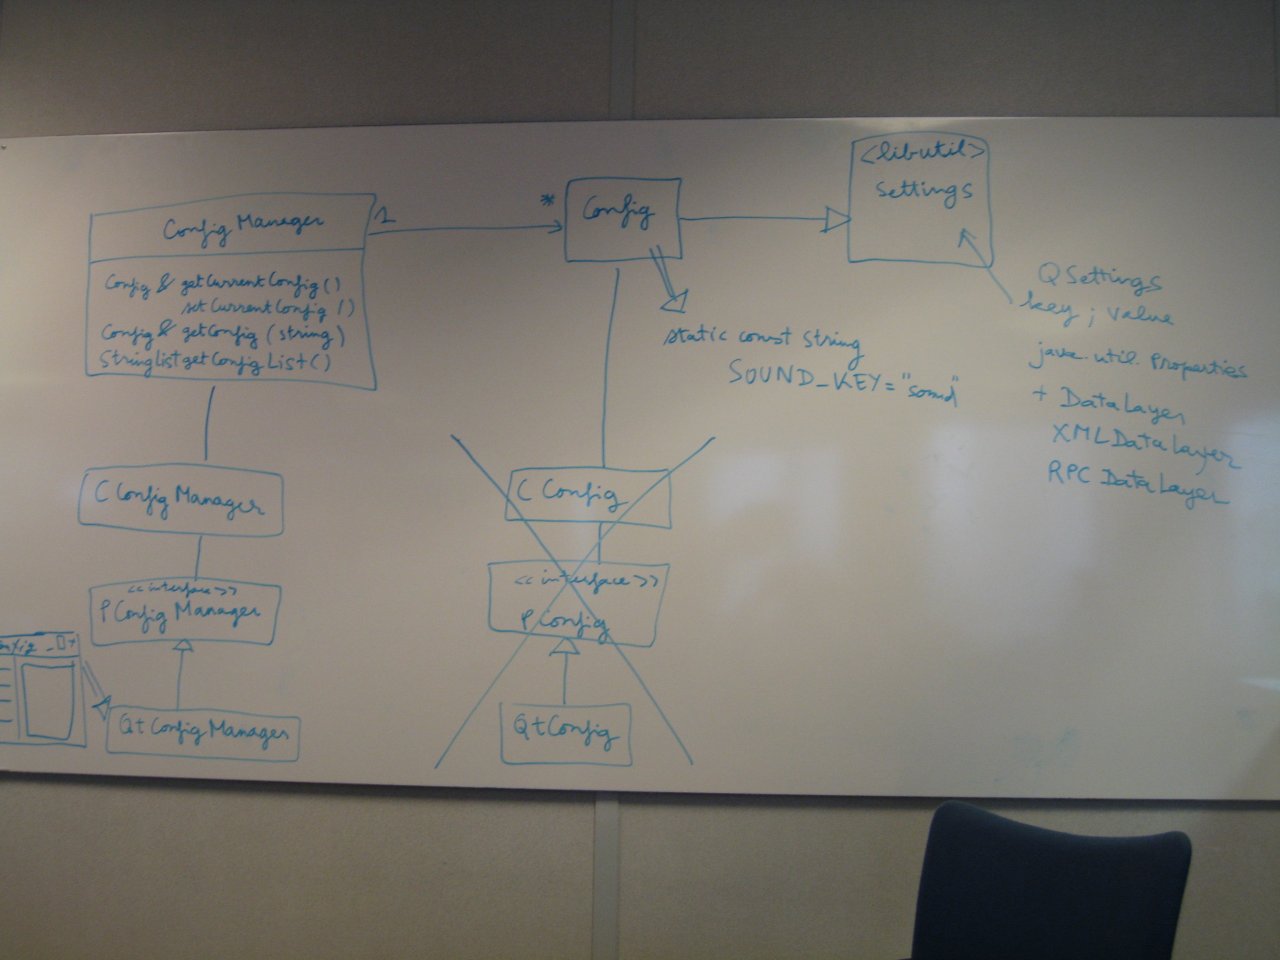 Config Manager
1
Config & getCurrentConfig()
setCurrentConfig()
Config & getConfig (string)
StringList getConfigList()
C Config Manager
<<interface>>
P Config Manager
Qt Config Manager
*
Config
static const string
SOUND_KEY = "sound"
C Config
<<interface>>
P Config
QtConfig
<libutil>
Settings
QSettings
key ; value
java.util.Properties
+ DataLayer
XMLDataLayer
RPC DataLayer